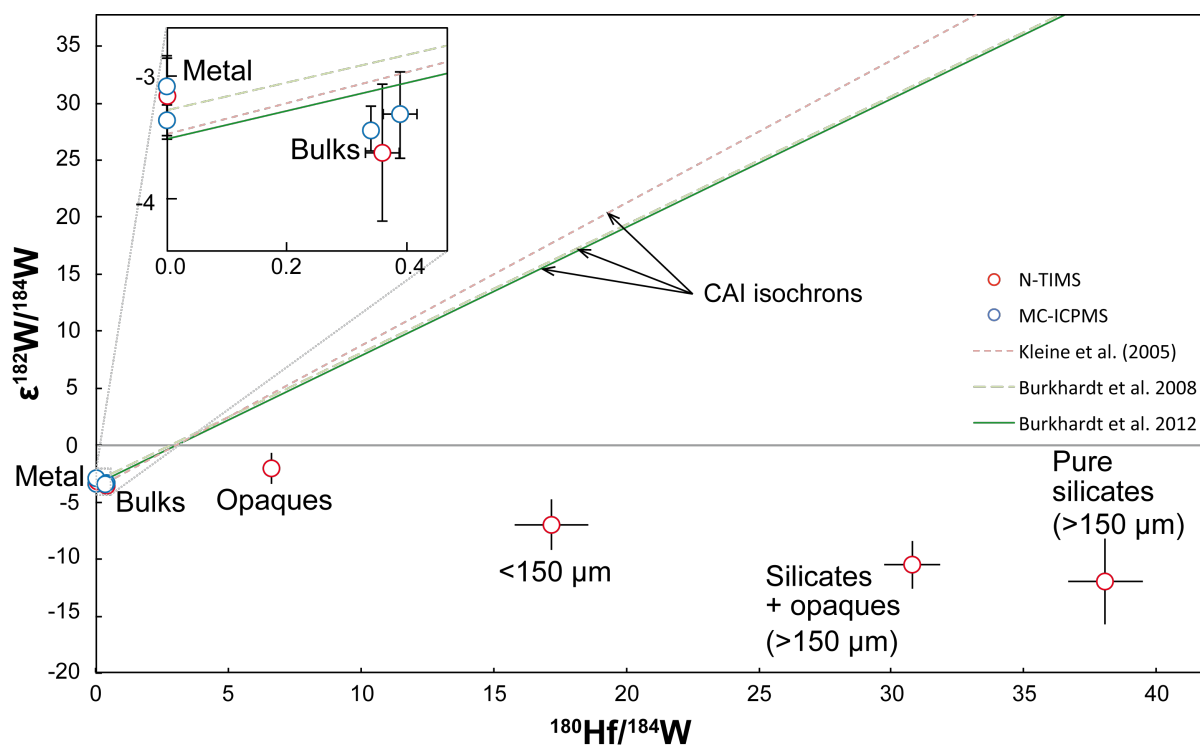 35
30
25
20
15
10
5
0
-5
-10
-15
-20
ε¹⁸²W/¹⁸⁴W
-3
-4
0.0
0.2
0.4
Metal
Bulks
CAI isochrons
N-TIMS
MC-ICPMS
Kleine et al. (2005)
Burkhardt et al. 2008
Burkhardt et al. 2012
Metal
Bulks
Opaques
<150 µm
Silicates
+ opaques
(>150 µm)
Pure
silicates
(>150 µm)
0
5
10
15
20
25
30
35
40
¹⁸⁰Hf/¹⁸⁴W